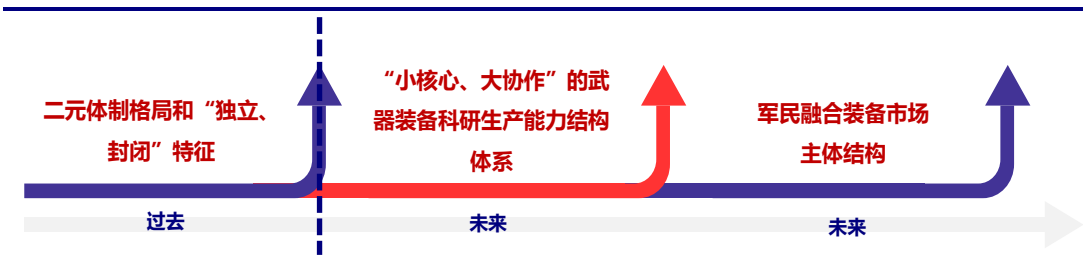 二元体制格局和“独立、
封闭”特征
“小核心、大协作”的武
器装备科研生产能力结构
体系
军民融合装备市场
主体结构
过去
未来
未来